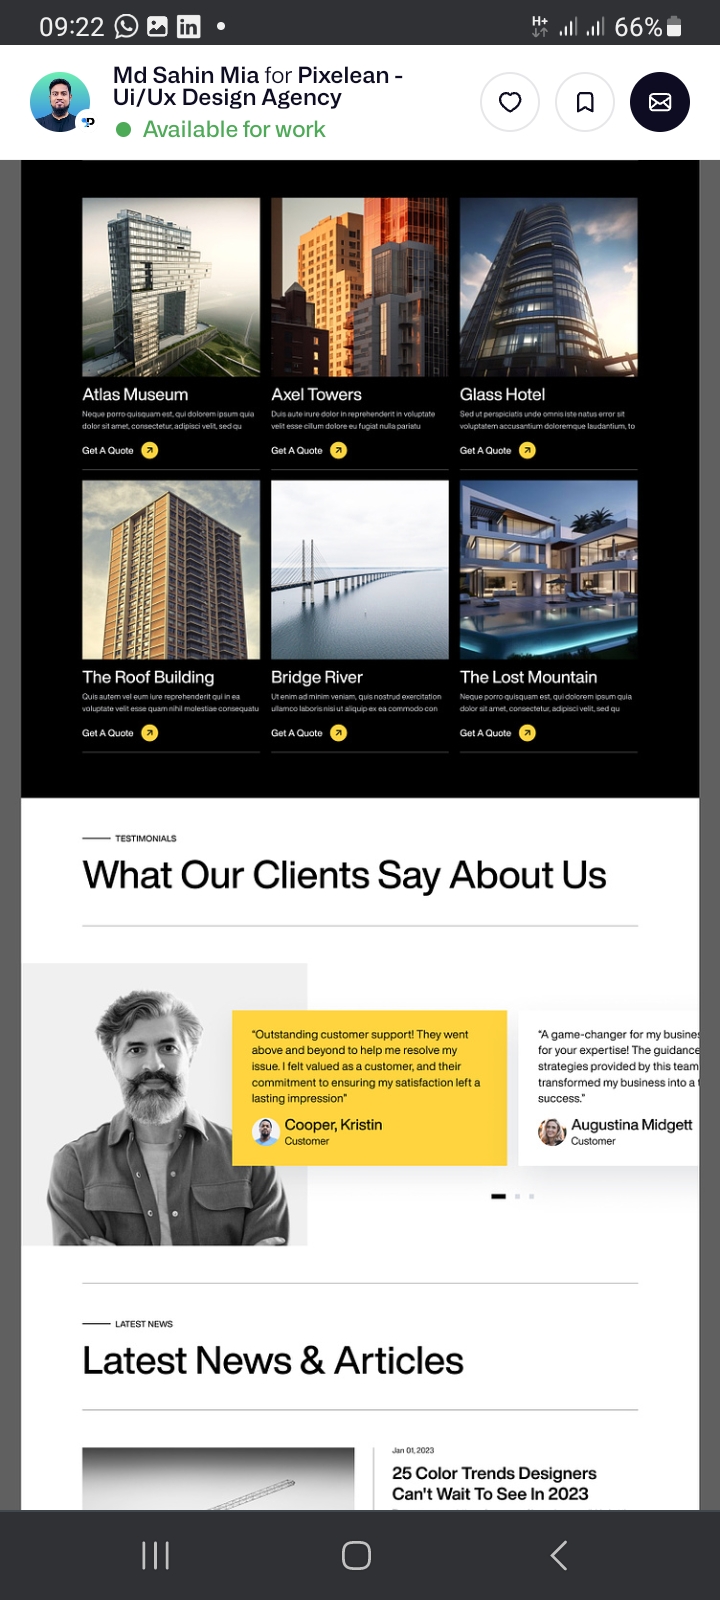 09:22
H+
66%
Md Sahin Mia for Pixelean -
Ui/Ux Design Agency
Available for work
Atlas Museum
Neque porro quisquam est, qui dolorem ipsum quia
dolor sit amet, consectetur, adipisci velit, sed qu
Get A Quote
Axel Towers
Duis aute irure dolor in reprehenderit in voluptate
velit esse cillum dolore eu fugiat nulla pariatu
Get A Quote
Glass Hotel
Sed ut perspiciatis unde omnis iste natus error sit
voluptatem accusantium doloremque laudantium, to
Get A Quote
The Roof Building
Quis autem vel eum iure reprehenderit qui in ea
voluptate velit esse quam nihil molestiae consequatu
Get A Quote
Bridge River
Ut enim ad minim veniam, quis nostrud exercitation
ullamco laboris nisi ut aliquip ex ea commodo con
Get A Quote
The Lost Mountain
Neque porro quisquam est, qui dolorem ipsum quia
dolor sit amet, consectetur, adipisci velit, sed qu
Get A Quote
TESTIMONIALS
What Our Clients Say About Us
“Outstanding customer support! They went
above and beyond to help me resolve my
issue. I felt valued as a customer, and their
commitment to ensuring my satisfaction left a
lasting impression”
Cooper, Kristin
Customer
“A game-changer for my busines
for your expertise! The guidance
strategies provided by this team
transformed my business into a t
success.”
Augustina Midgett
Customer
LATEST NEWS
Latest News & Articles
Jan 01, 2023
25 Color Trends Designers
Can't Wait To See In 2023